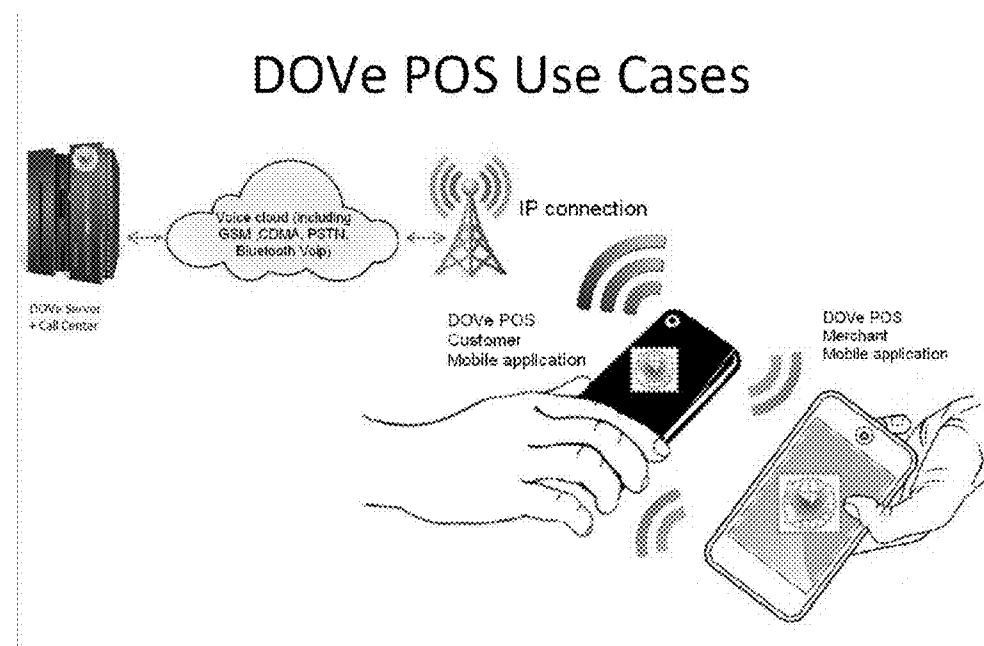 DOVe POS Use Cases
Voice cloud (including
GSM, CDMA, PSTN,
Bluetooth Voip)
IP connection
DOVe Server
+ Call Center
DOVe POS
Customer
Mobile application
DOVe POS
Merchant
Mobile application